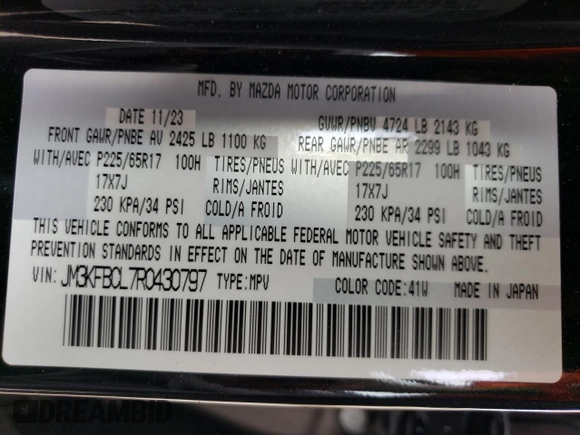 MFD. BY MAZDA MOTOR CORPORATION
DATE 11/23 GVWR/PNBV 4724 LB 2143 KG
FRONT GAWR/PNBE AV 2425 LB 1100 KG REAR GAWR/PNBE AR 2299 LB 1043 KG
WITH/AVEC P225/65R17 100H TIRES/PNEUS WITH/AVEC P225/65R17 100H TIRES/PNEUS
17X7J RIMS/JANTES 17X7J RIMS/JANTES
230 KPA/34 PSI COLD/A FROID 230 KPA/34 PSI COLD/A FROID
THIS VEHICLE CONFORMS TO ALL APPLICABLE FEDERAL MOTOR VEHICLE SAFETY AND THEFT
PREVENTION STANDARDS IN EFFECT ON THE DATE OF MANUFACTURE SHOWN ABOVE.
VIN: JM3KFBCL7R0430797 TYPE:MPV COLOR CODE:41W MADE IN JAPAN
DREAMBID